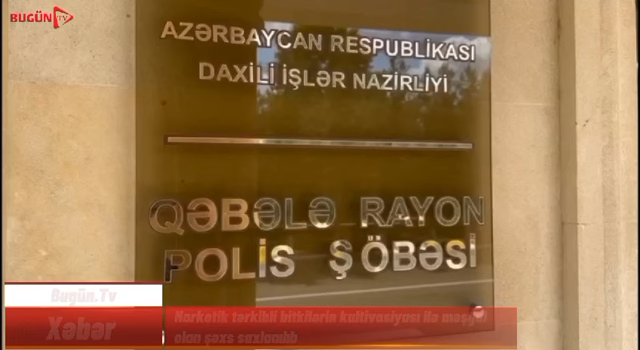 BUGÜN TV
AZƏRBAYCAN RESPUBLİKASI
DAXİLİ İŞLƏR NAZİRLİYİ
QƏBƏLƏ RAYON
POLİS ŞÖBƏSİ
Bugün.Tv
Xəbər
Narkotik tərkibli bitkilərin kultivasiyası ilə
olan şəxs saxlanılıb